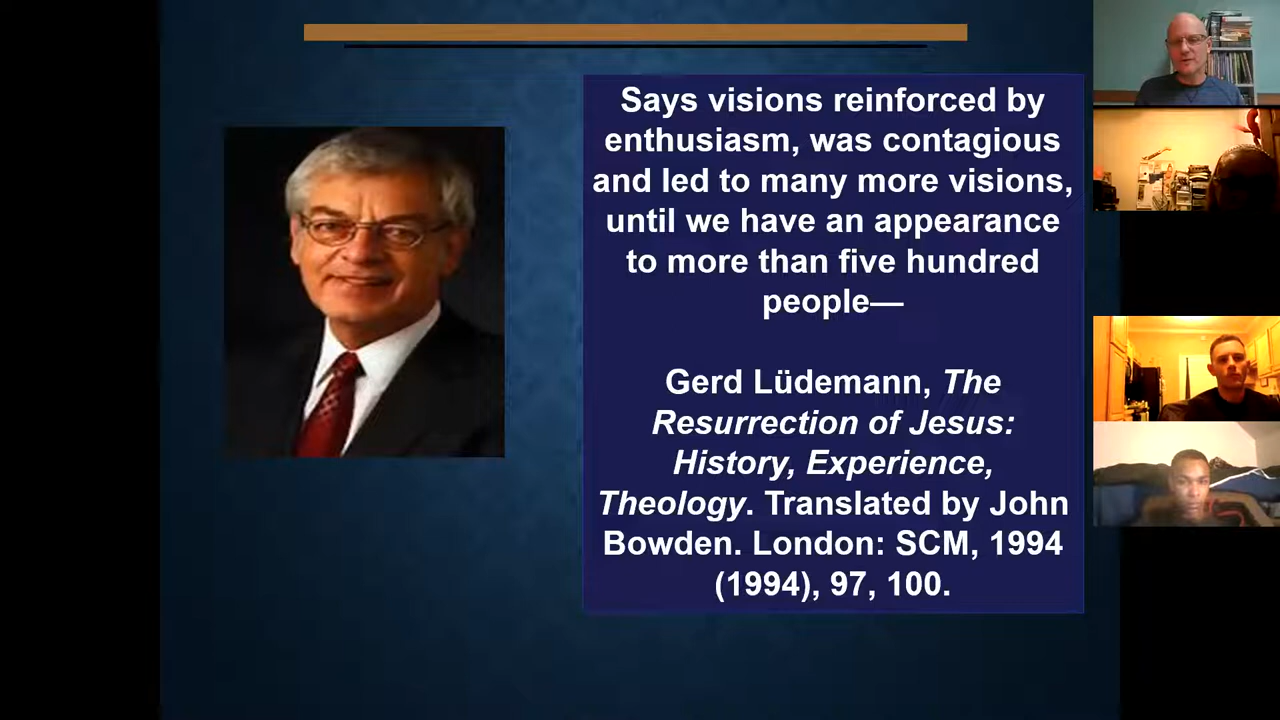 Says visions reinforced by
enthusiasm, was contagious
and led to many more visions,
until we have an appearance
to more than five hundred
people—
Gerd Lüdemann, The
Resurrection of Jesus:
History, Experience,
Theology. Translated by John
Bowden. London: SCM, 1994
(1994), 97, 100.